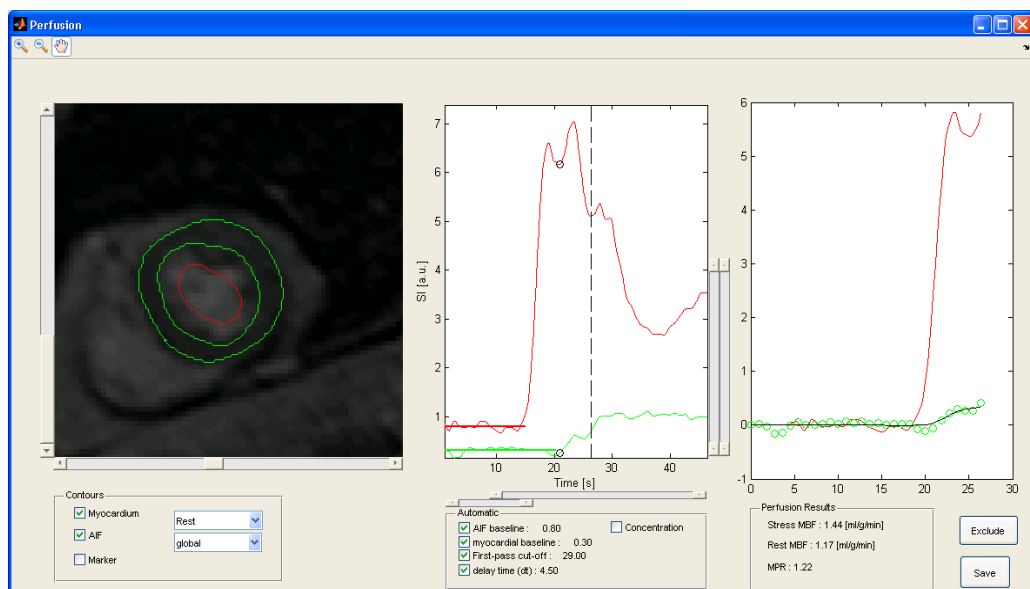 Perfusion
7
6
5
4
3
2
1
SI [a.u.]
10 20 30 40
Time [s]
6
5
4
3
2
1
0
-1
0 5 10 15 20 25 30
Contours
Myocardium
Rest
AIF
global
Marker
Automatic
AIF baseline : 0.80
Concentration
myocardial baseline : 0.30
First-pass cut-off : 29.00
delay time (dt) : 4.50
Perfusion Results
Stress MBF : 1.44 [ml/g/min]
Rest MBF : 1.17 [ml/g/min]
MPR : 1.22
Exclude
Save